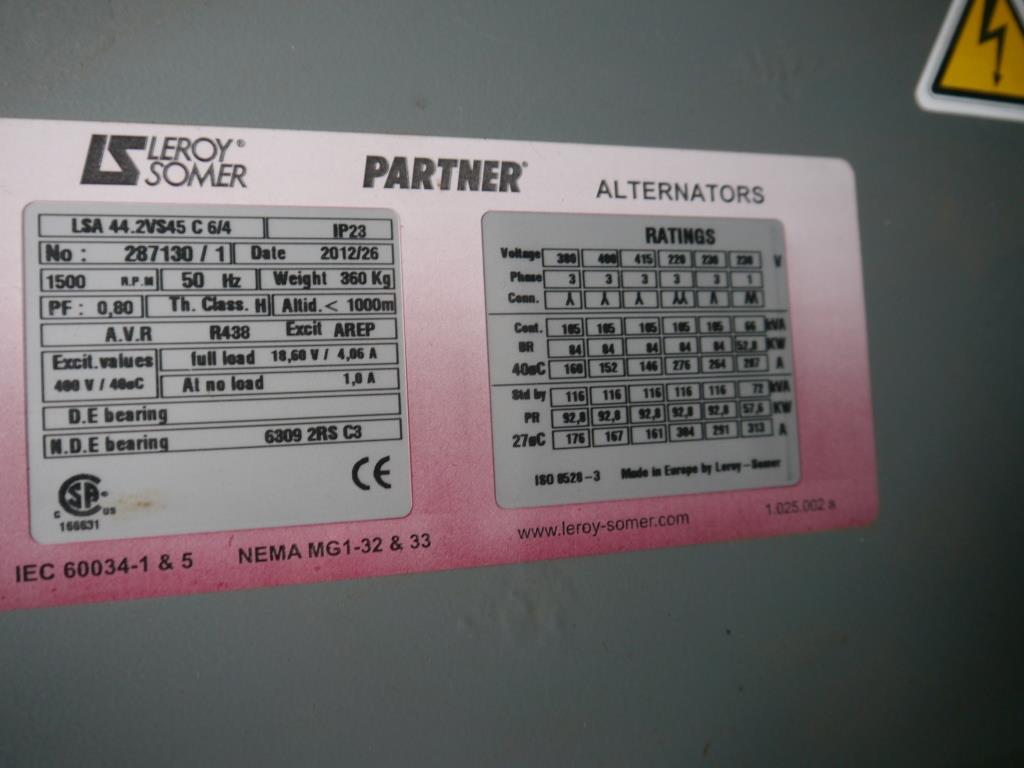 LEROY®
SOMER
PARTNER®
ALTERNATORS
LSA 44.2VS45 C 6/4 IP23
No : 287130 / 1 Date 2012/26
1500 R.P.M 50 Hz Weight 360 Kg
PF : 0,80 Th. Class. H Altid.< 1000m
A.V.R R438 Excit AREP
Excit.values full load 18,60 V / 4,06 A
400 V / 40øC At no load 1,0 A
D.E bearing
N.D.E bearing 6309 2RS C3
SA
C US
166631
CE
RATINGS
Voltage 380 400 415 220 230 230 V
Phase 3 3 3 3 3 1
Conn.
Cont. 105 105 105 105 105 66 kVA
BR 84 84 84 84 84 52,8 KW
40øC 160 152 146 276 264 287 A
Std by 116 116 116 116 116 72 kVA
PR 92,8 92,8 92,8 92,8 92,8 57,6 KW
27øC 176 167 161 304 291 313 A
ISO 8528-3 Made in Europe by Leroy-Somer
IEC 60034-1 & 5 NEMA MG1-32 & 33 www.leroy-somer.com 1.025.002 a